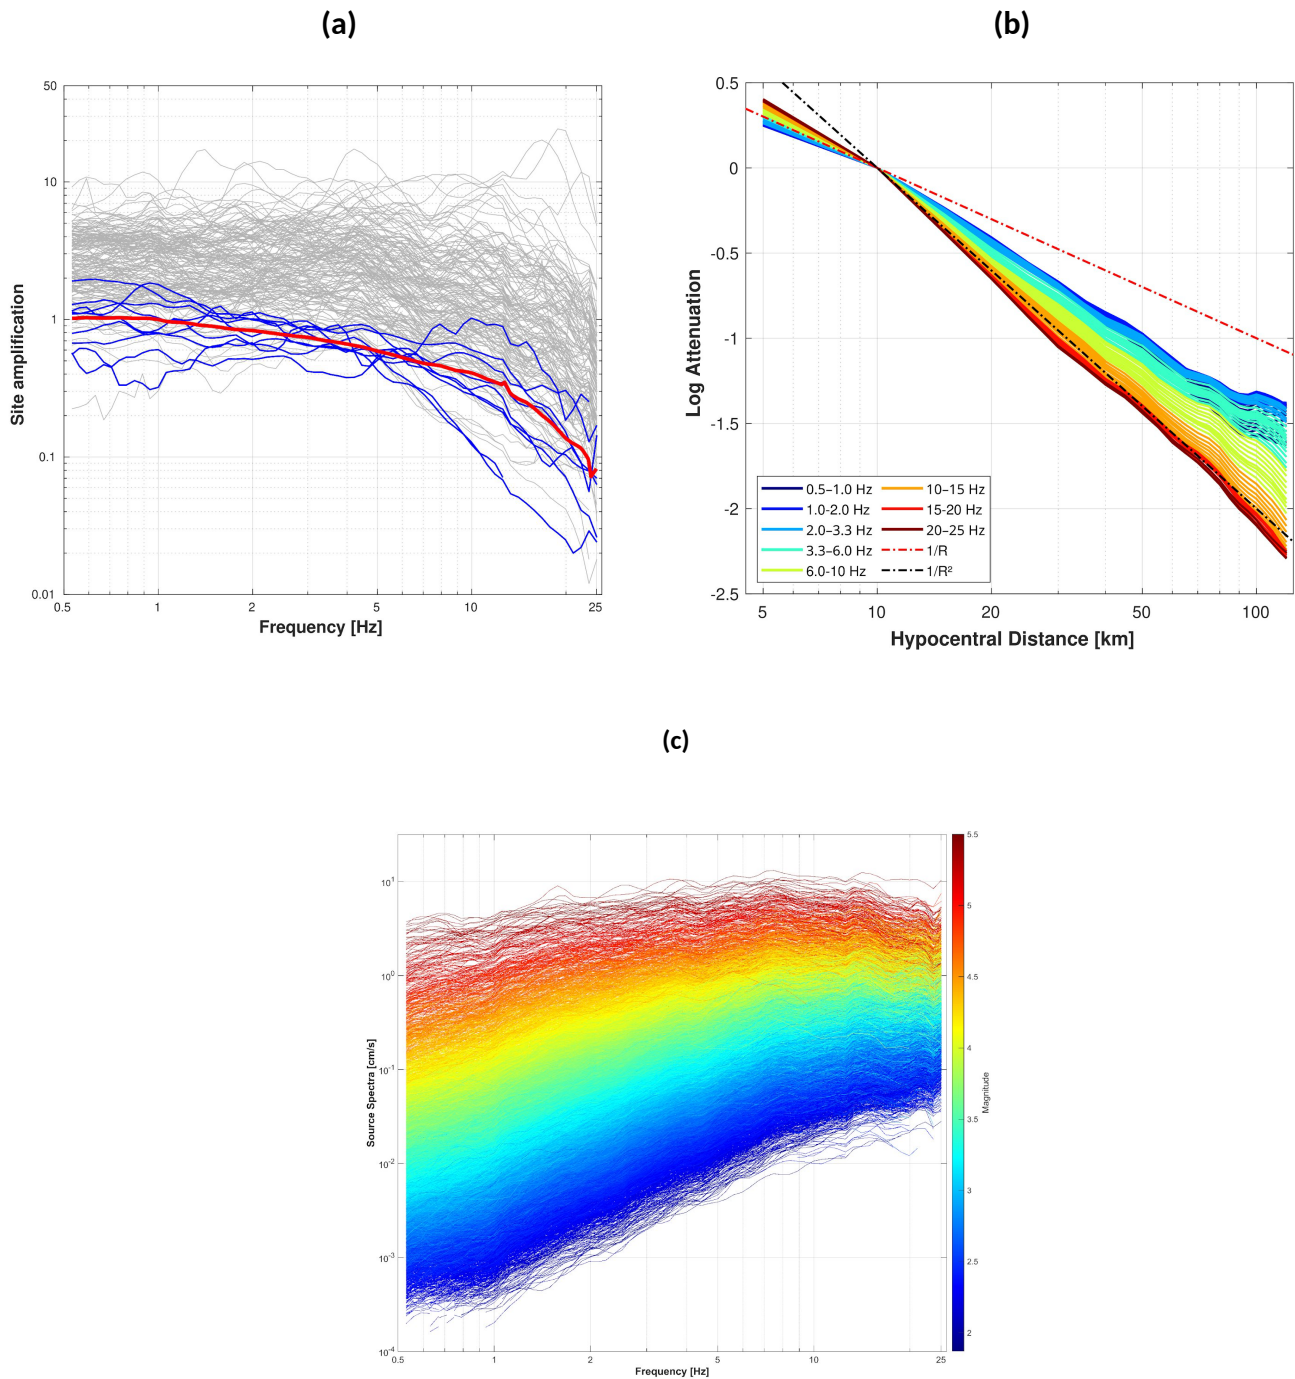 (a)
(b)
50
10
1
0.1
0.01
0.5
1
2
5
10
25
Site amplification
Frequency [Hz]
0.5
0
-0.5
-1
-1.5
-2
-2.5
5
10
20
50
100
Log Attenuation
Hypocentral Distance [km]
0.5–1.0 Hz
1.0-2.0 Hz
2.0–3.3 Hz
3.3–6.0 Hz
6.0-10 Hz
10–15 Hz
15-20 Hz
20–25 Hz
1/R
1/R²
(c)
10¹
10⁰
10⁻¹
10⁻²
10⁻³
10⁻⁴
0.5
1
2
5
10
25
Source Spectra [cm/s]
Frequency [Hz]
5.5
5
4.5
4
3.5
3
2.5
2
Magnitude